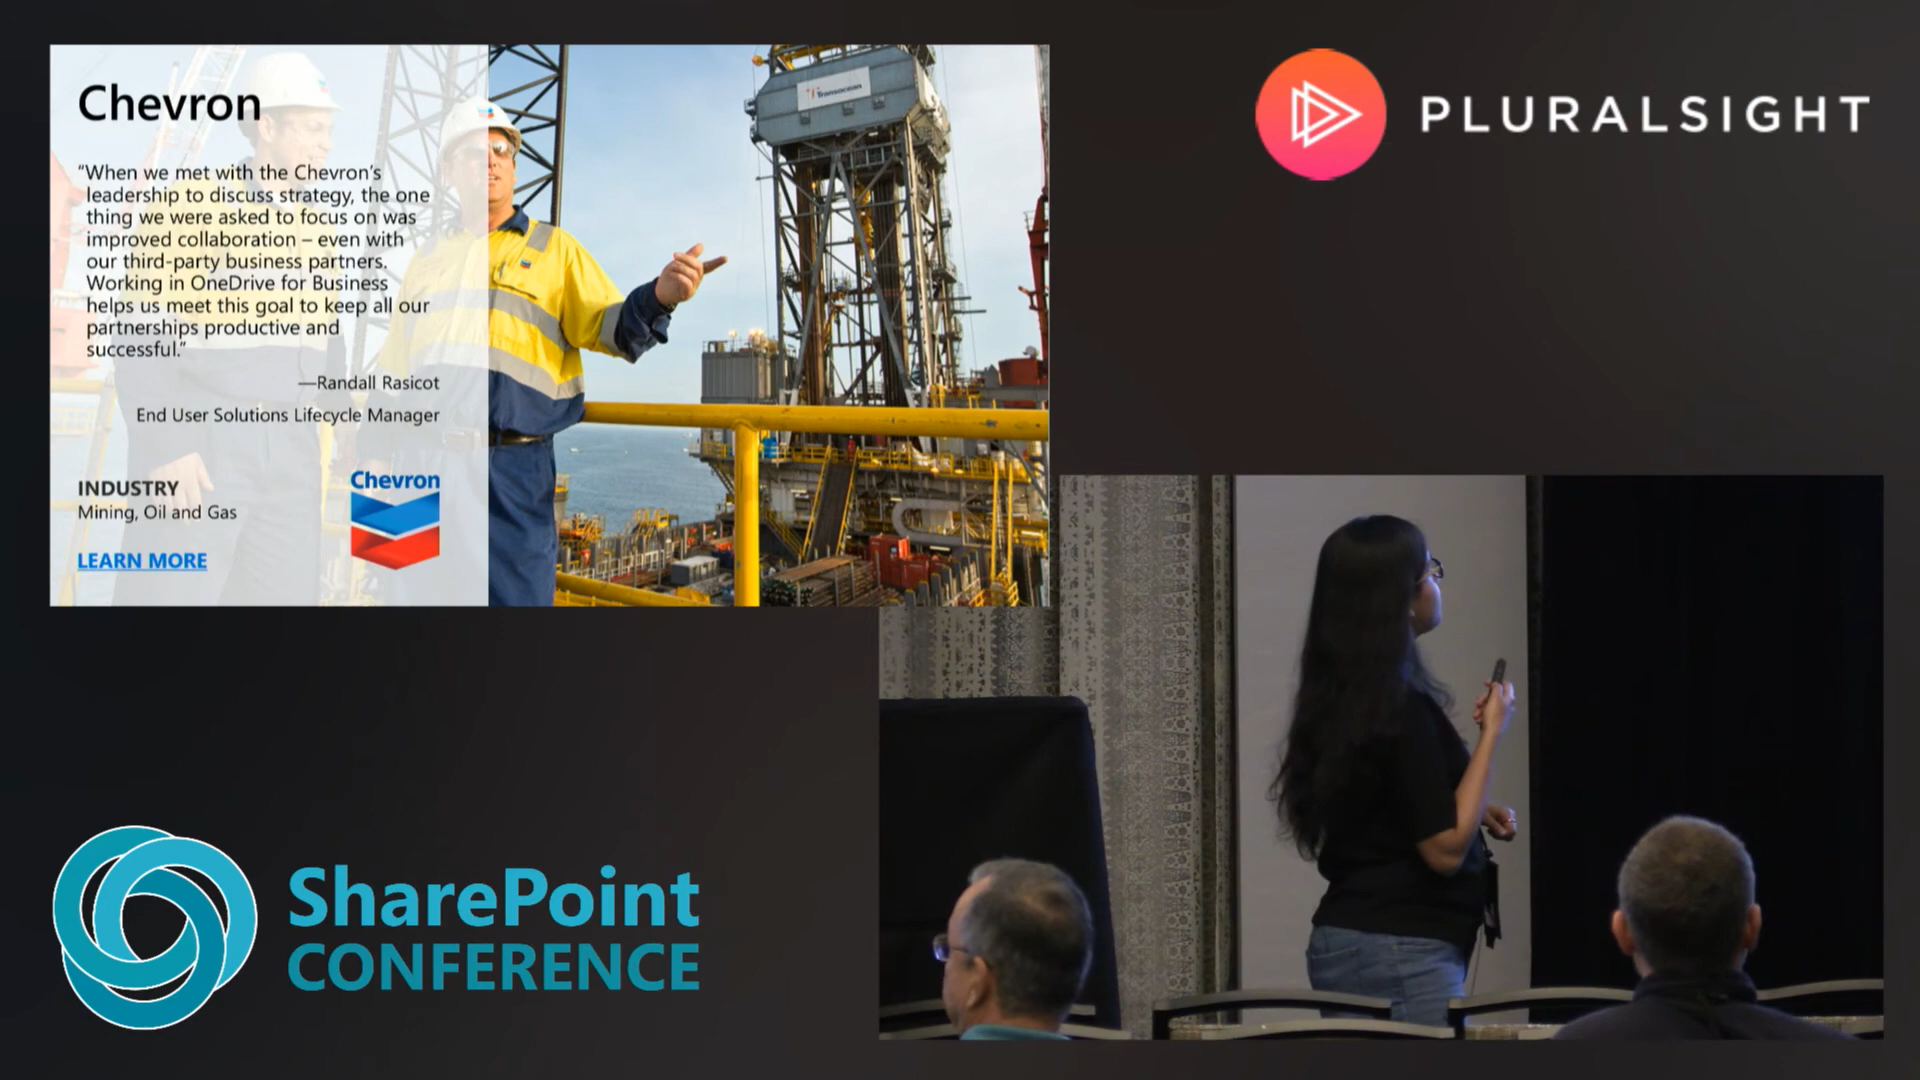 Chevron
“When we met with the Chevron’s
leadership to discuss strategy, the one
thing we were asked to focus on was
improved collaboration – even with
our third-party business partners.
Working in OneDrive for Business
helps us meet this goal to keep all our
partnerships productive and
successful.”
—Randall Rasicot
End User Solutions Lifecycle Manager
INDUSTRY
Mining, Oil and Gas
LEARN MORE
Chevron
Transocean
PLURALSIGHT
SharePoint
CONFERENCE